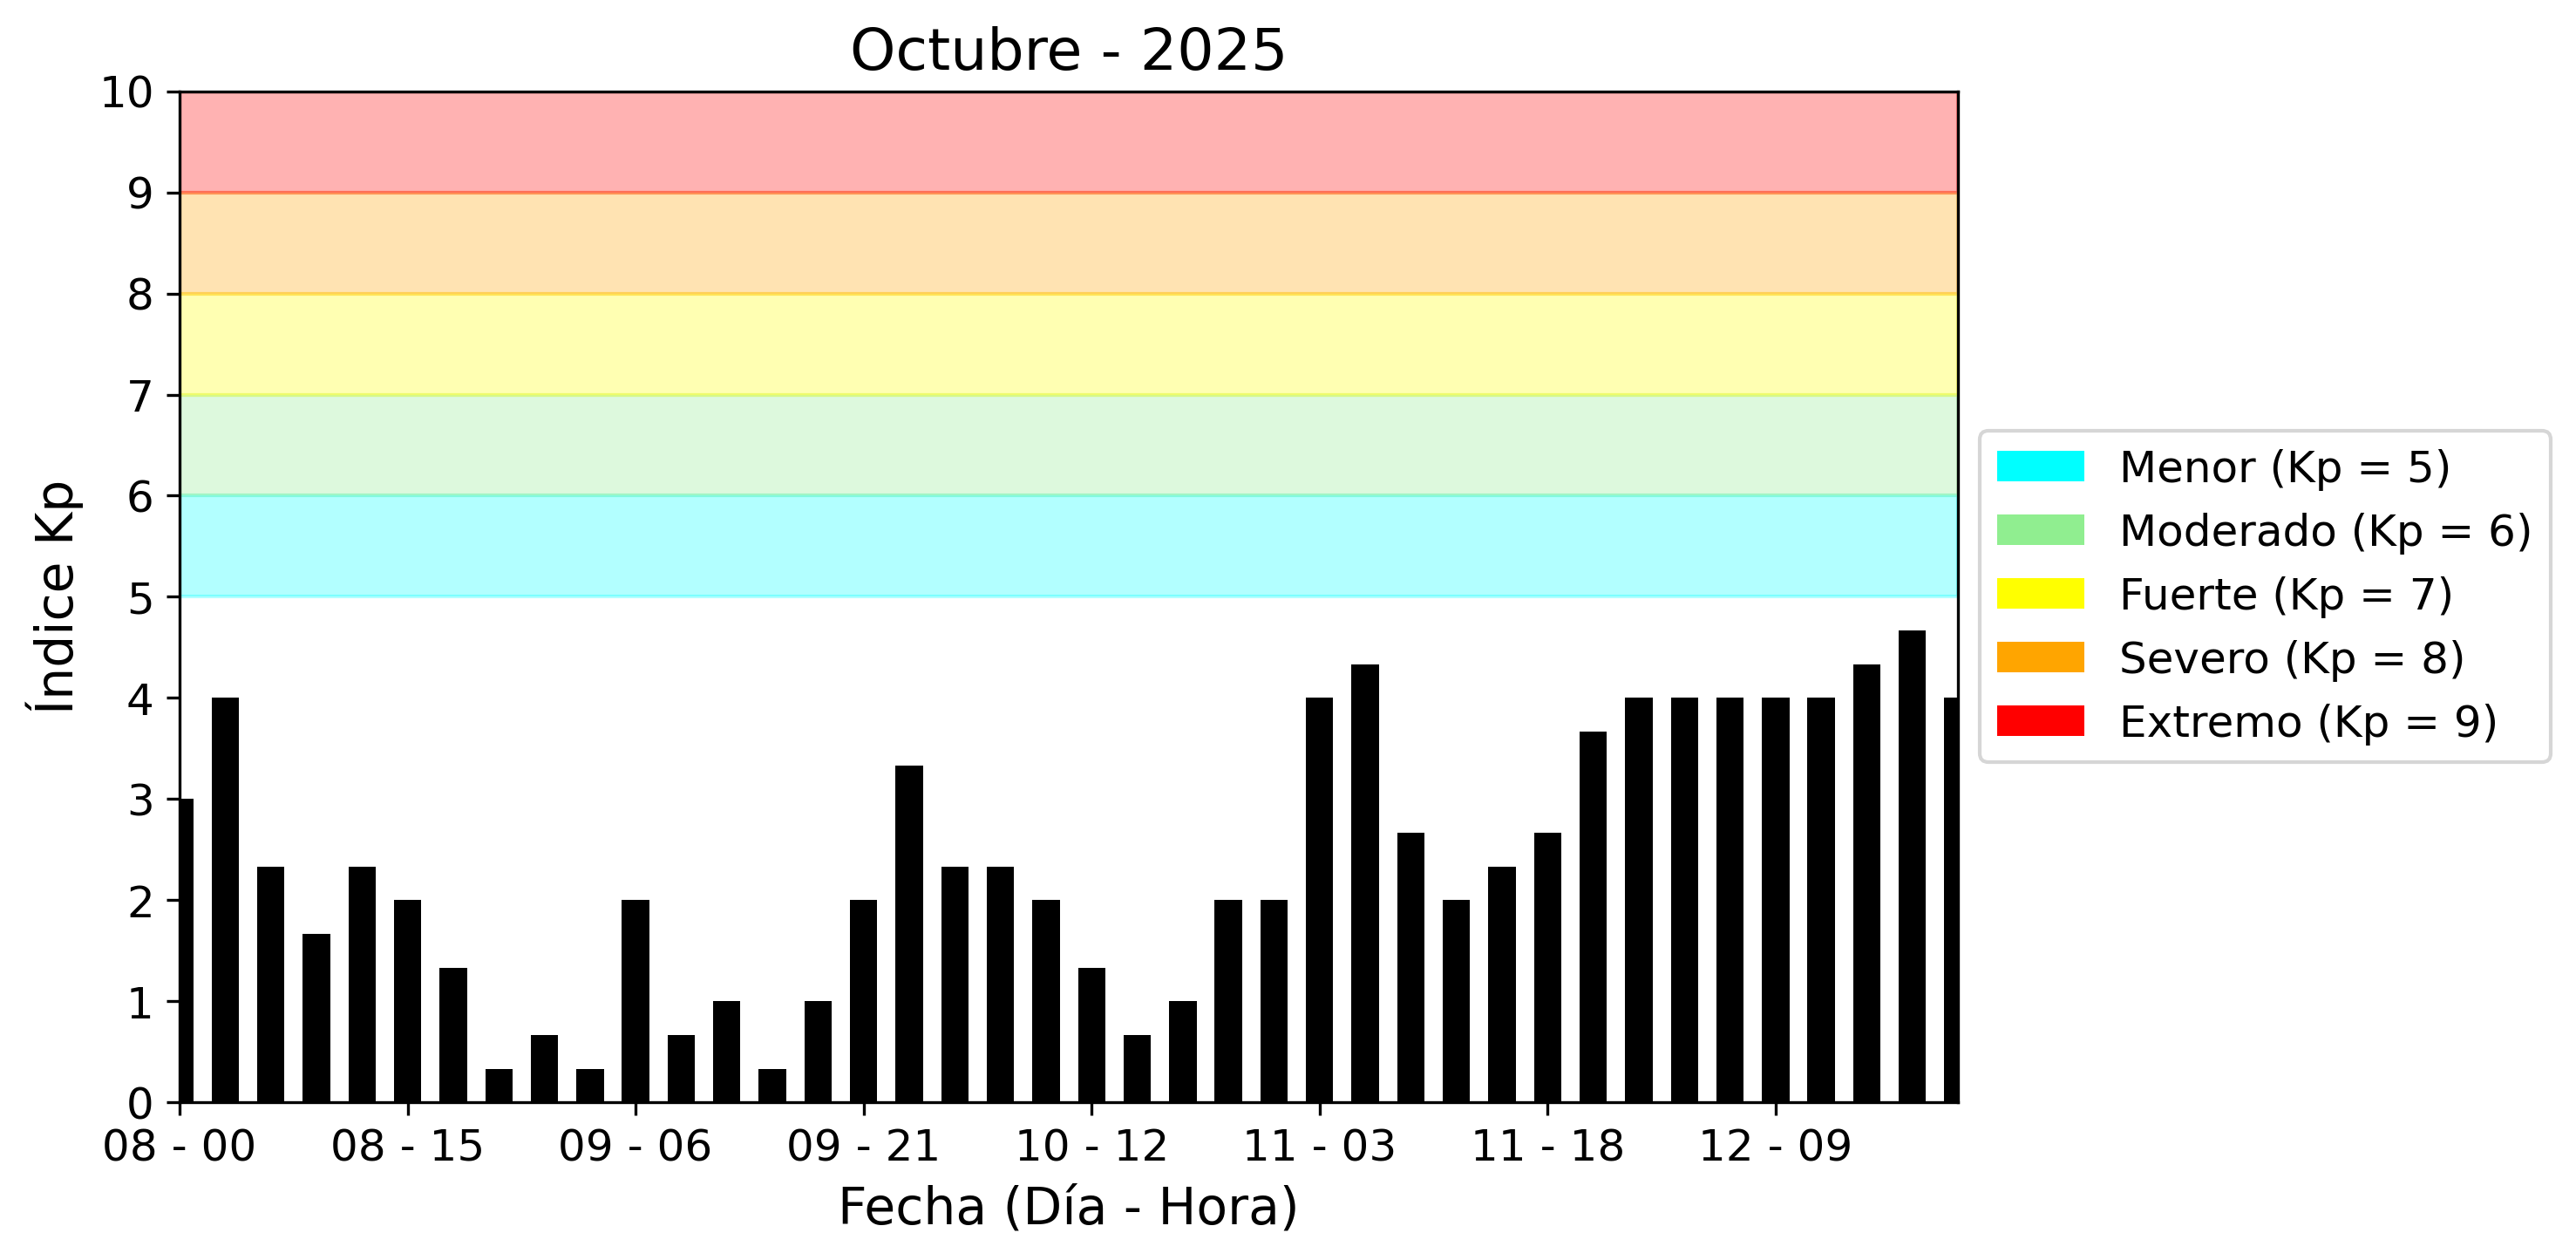 Octubre - 2025
10
9
8
7
6
5
4
3
2
1
0
Índice Kp
08 - 00
08 - 15
09 - 06
09 - 21
10 - 12
11 - 03
11 - 18
12 - 09
Fecha (Día - Hora)
Menor (Kp = 5)
Moderado (Kp = 6)
Fuerte (Kp = 7)
Severo (Kp = 8)
Extremo (Kp = 9)